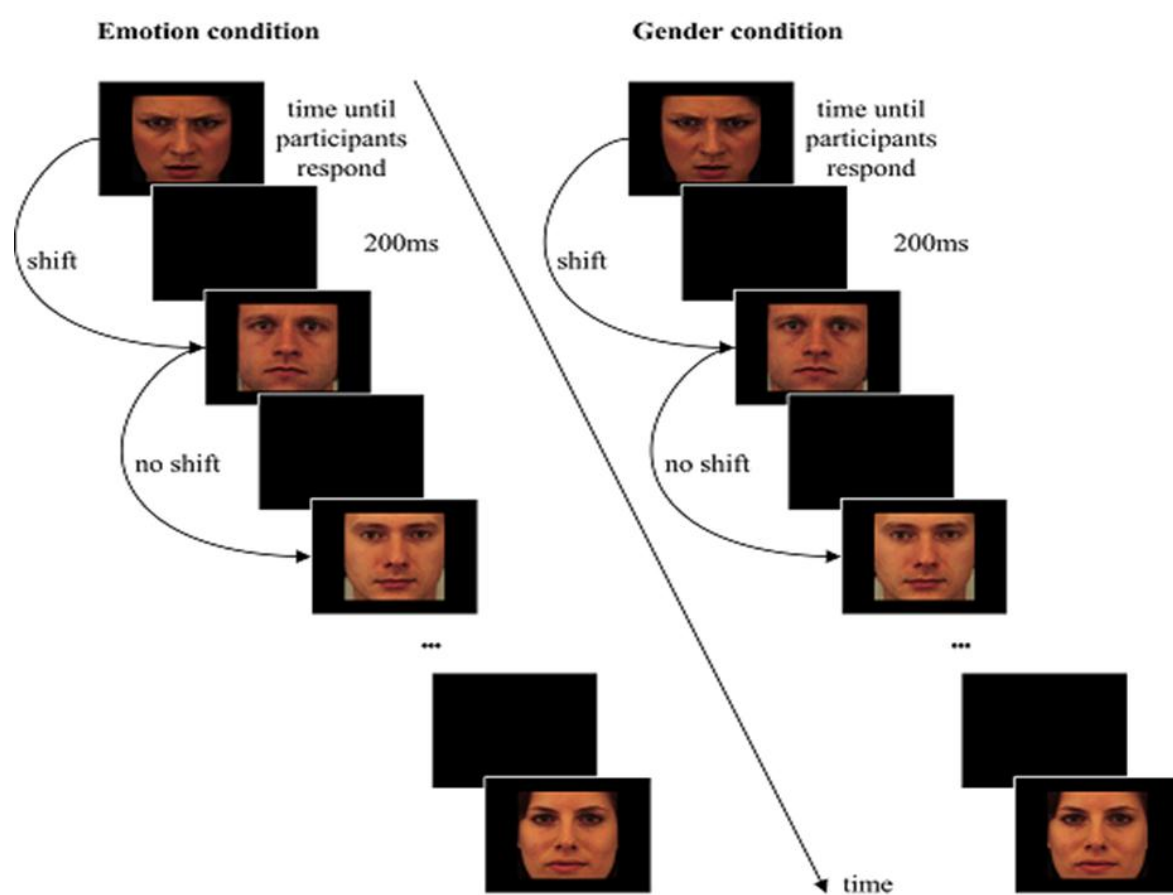 Emotion condition
time until
participants
respond
200ms
shift
no shift
...
Gender condition
time until
participants
respond
200ms
shift
no shift
...
time